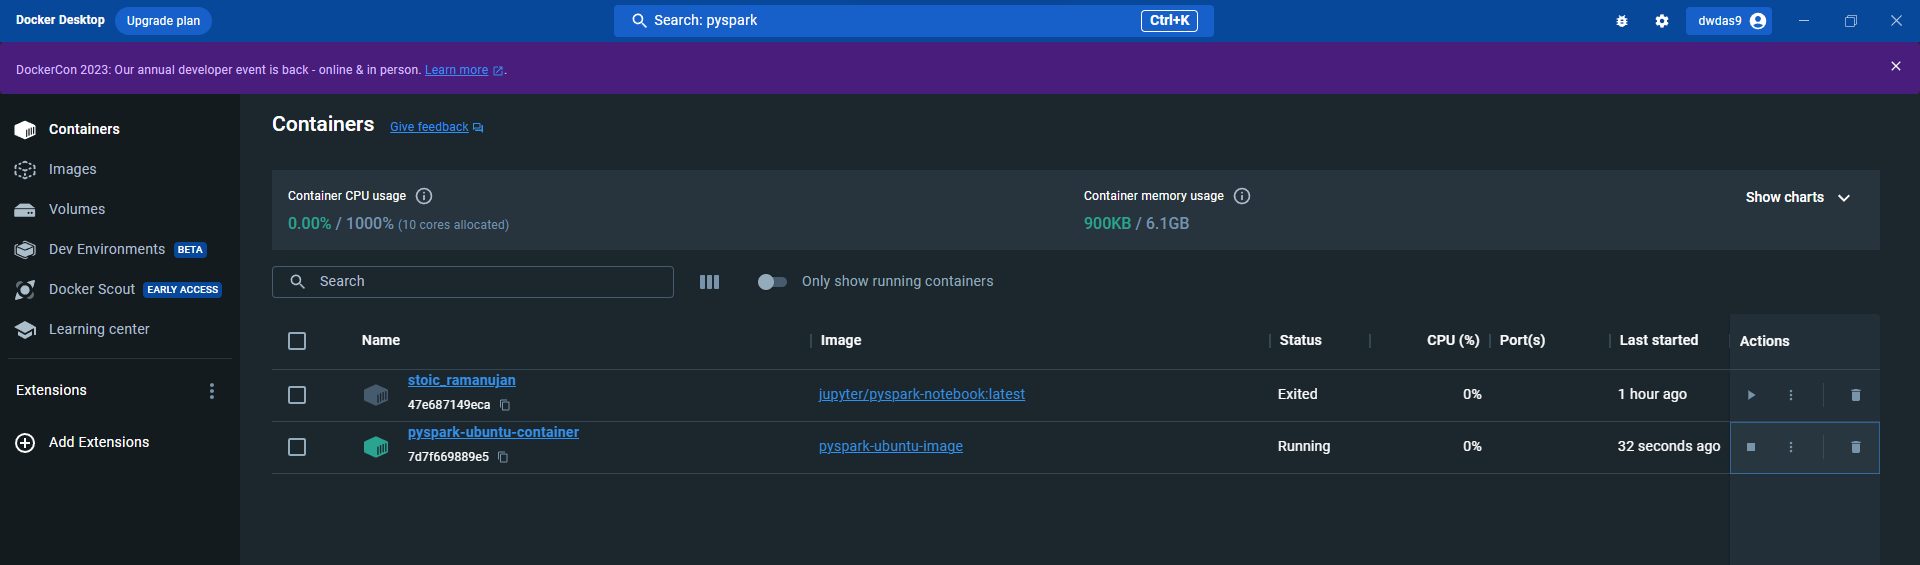 Docker Desktop Upgrade plan Search: pyspark Ctrl+K dwdas9
DockerCon 2023: Our annual developer event is back - online & in person. Learn more .
Containers
Images
Volumes
Dev Environments BETA
Docker Scout EARLY ACCESS
Learning center
Extensions
Add Extensions
Containers Give feedback
Container CPU usage Container memory usage Show charts
0.00% / 1000% (10 cores allocated) 900KB / 6.1GB
Search Only show running containers
Name Image Status CPU (%) Port(s) Last started Actions
stoic_ramanujan
47e687149eca jupyter/pyspark-notebook:latest Exited 0% 1 hour ago
pyspark-ubuntu-container
7d7f669889e5 pyspark-ubuntu-image Running 0% 32 seconds ago